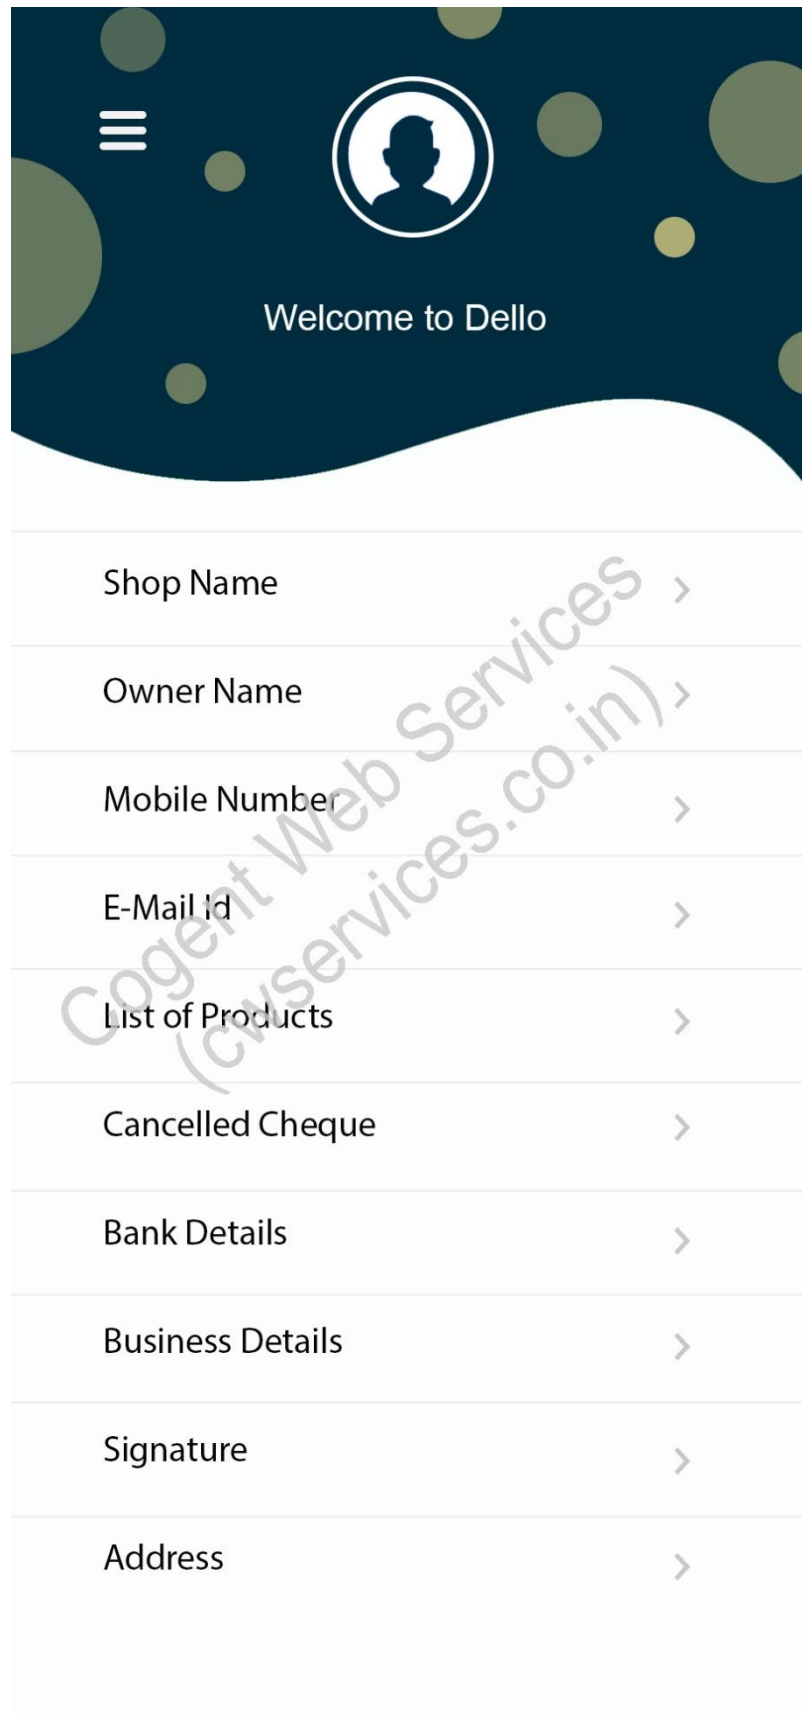 Welcome to Dello
Shop Name
Owner Name
Mobile Number
E-Mail Id
List of Products
Cancelled Cheque
Bank Details
Business Details
Signature
Address
Cogent Web Services
(cwservices.co.in)